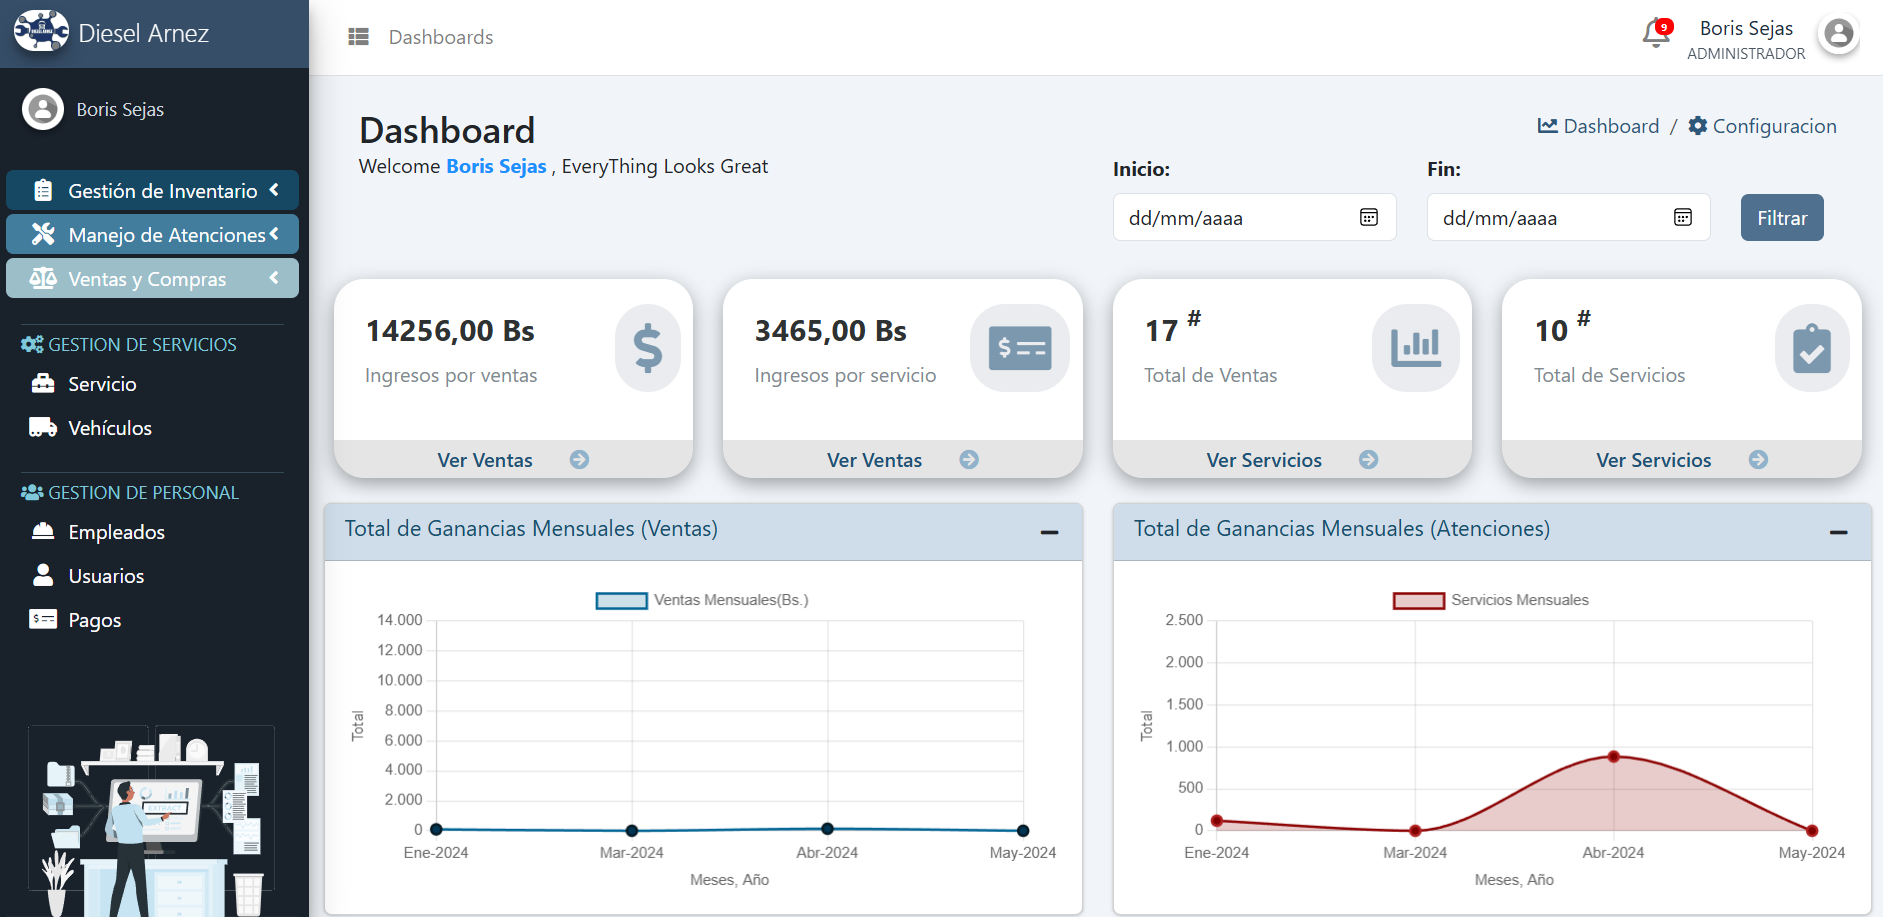 Diesel Arnez
Boris Sejas
Gestión de Inventario
Manejo de Atenciones
Ventas y Compras
GESTION DE SERVICIOS
Servicio
Vehículos
GESTION DE PERSONAL
Empleados
Usuarios
Pagos
EXTRACT
Dashboards
9
Boris Sejas
ADMINISTRADOR
Dashboard
Welcome Boris Sejas , EveryThing Looks Great
Dashboard / Configuracion
Inicio:
dd/mm/aaaa
Fin:
dd/mm/aaaa
Filtrar
14256,00 Bs
Ingresos por ventas
Ver Ventas
3465,00 Bs
Ingresos por servicio
Ver Ventas
17 #
Total de Ventas
Ver Servicios
10 #
Total de Servicios
Ver Servicios
Total de Ganancias Mensuales (Ventas)
Ventas Mensuales(Bs.)
14.000
12.000
10.000
8.000
6.000
4.000
2.000
0
Total
Ene-2024 Mar-2024 Abr-2024 May-2024
Meses, Año
Total de Ganancias Mensuales (Atenciones)
Servicios Mensuales
2.500
2.000
1.500
1.000
500
0
Total
Ene-2024 Mar-2024 Abr-2024 May-2024
Meses, Año